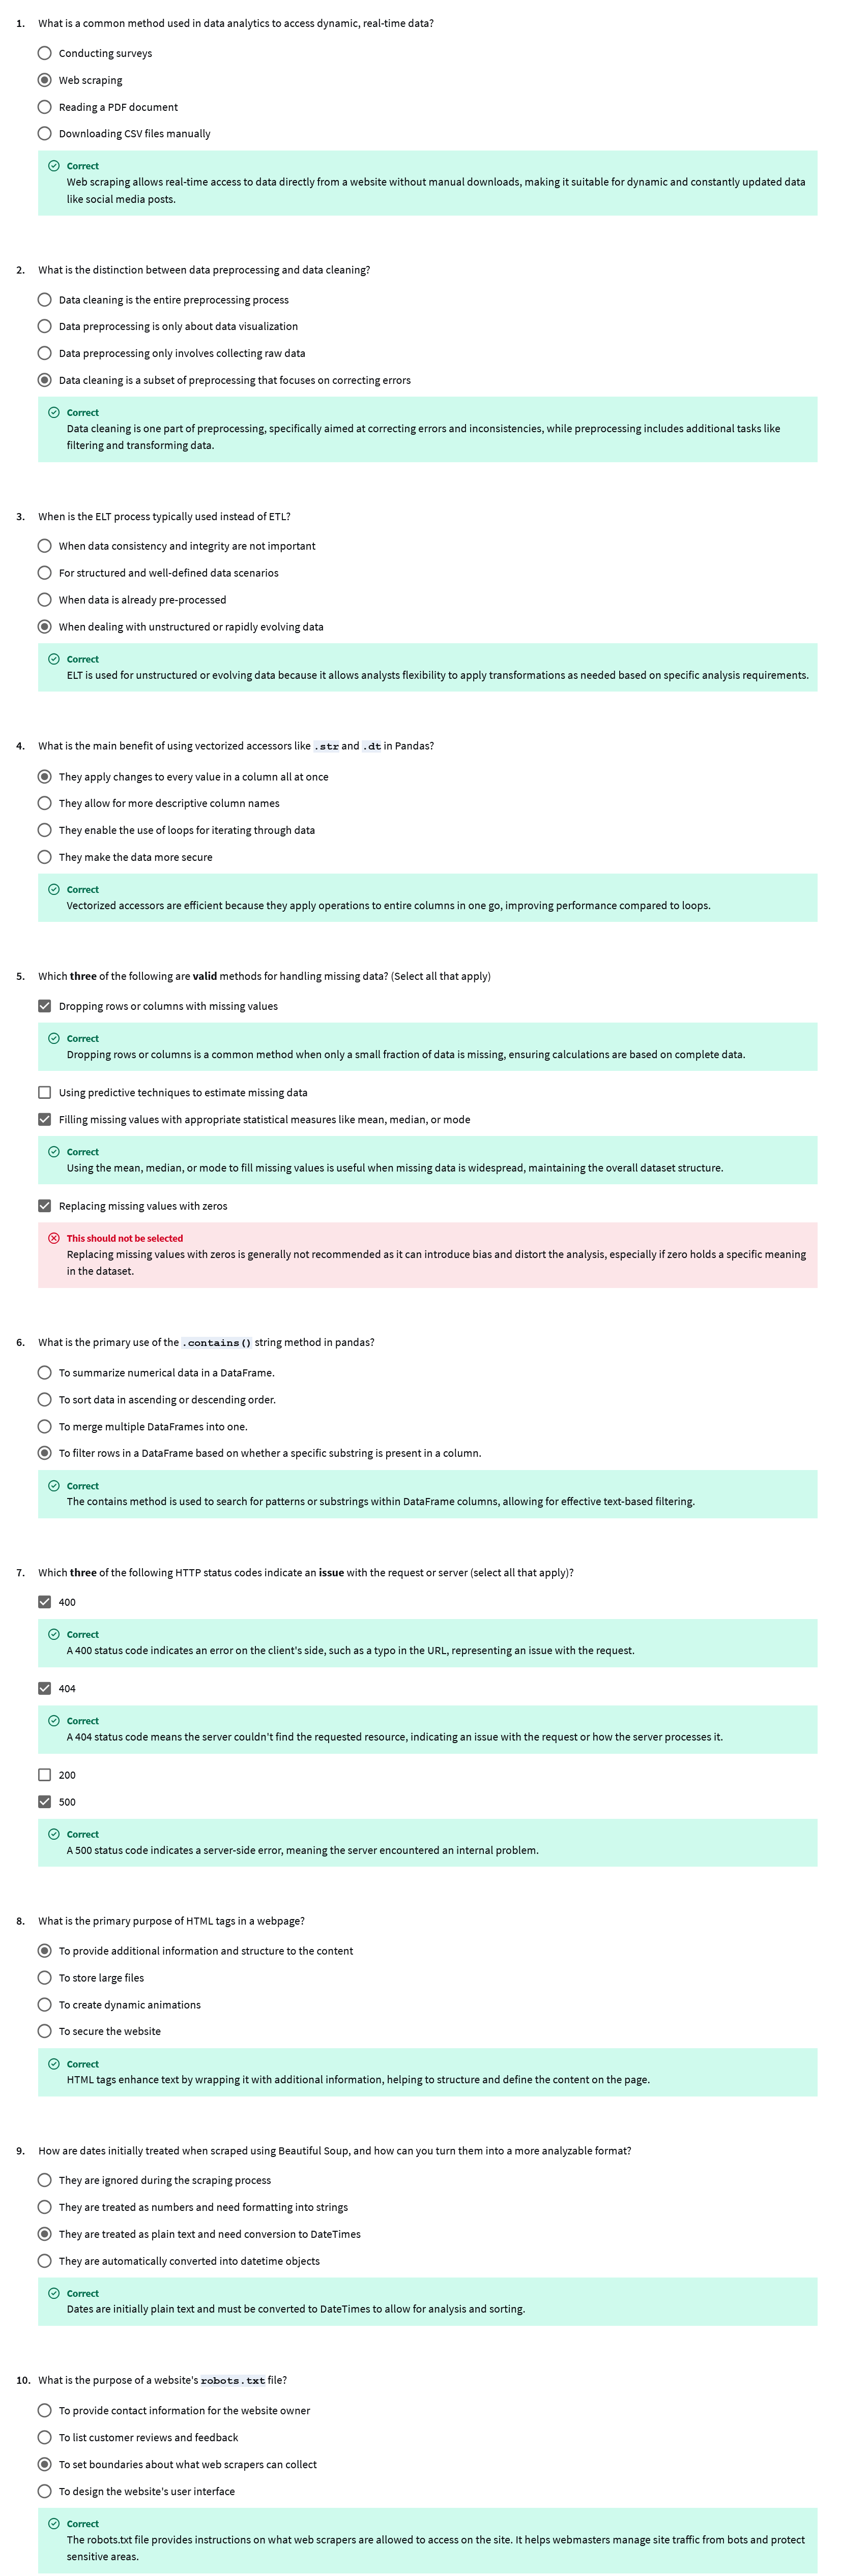 1. What is a common method used in data analytics to access dynamic, real-time data?
Conducting surveys
Web scraping
Reading a PDF document
Downloading CSV files manually
Correct
Web scraping allows real-time access to data directly from a website without manual downloads, making it suitable for dynamic and constantly updated data
like social media posts.
2. What is the distinction between data preprocessing and data cleaning?
Data cleaning is the entire preprocessing process
Data preprocessing is only about data visualization
Data preprocessing only involves collecting raw data
Data cleaning is a subset of preprocessing that focuses on correcting errors
Correct
Data cleaning is one part of preprocessing, specifically aimed at correcting errors and inconsistencies, while preprocessing includes additional tasks like
filtering and transforming data.
3. When is the ELT process typically used instead of ETL?
When data consistency and integrity are not important
For structured and well-defined data scenarios
When data is already pre-processed
When dealing with unstructured or rapidly evolving data
Correct
ELT is used for unstructured or evolving data because it allows analysts flexibility to apply transformations as needed based on specific analysis requirements.
4. What is the main benefit of using vectorized accessors like .str and .dt in Pandas?
They apply changes to every value in a column all at once
They allow for more descriptive column names
They enable the use of loops for iterating through data
They make the data more secure
Correct
Vectorized accessors are efficient because they apply operations to entire columns in one go, improving performance compared to loops.
5. Which three of the following are valid methods for handling missing data? (Select all that apply)
Dropping rows or columns with missing values
Correct
Dropping rows or columns is a common method when only a small fraction of data is missing, ensuring calculations are based on complete data.
Using predictive techniques to estimate missing data
Filling missing values with appropriate statistical measures like mean, median, or mode
Correct
Using the mean, median, or mode to fill missing values is useful when missing data is widespread, maintaining the overall dataset structure.
Replacing missing values with zeros
This should not be selected
Replacing missing values with zeros is generally not recommended as it can introduce bias and distort the analysis, especially if zero holds a specific meaning
in the dataset.
6. What is the primary use of the .contains() string method in pandas?
To summarize numerical data in a DataFrame.
To sort data in ascending or descending order.
To merge multiple DataFrames into one.
To filter rows in a DataFrame based on whether a specific substring is present in a column.
Correct
The contains method is used to search for patterns or substrings within DataFrame columns, allowing for effective text-based filtering.
7. Which three of the following HTTP status codes indicate an issue with the request or server (select all that apply)?
400
Correct
A 400 status code indicates an error on the client's side, such as a typo in the URL, representing an issue with the request.
404
Correct
A 404 status code means the server couldn't find the requested resource, indicating an issue with the request or how the server processes it.
200
500
Correct
A 500 status code indicates a server-side error, meaning the server encountered an internal problem.
8. What is the primary purpose of HTML tags in a webpage?
To provide additional information and structure to the content
To store large files
To create dynamic animations
To secure the website
Correct
HTML tags enhance text by wrapping it with additional information, helping to structure and define the content on the page.
9. How are dates initially treated when scraped using Beautiful Soup, and how can you turn them into a more analyzable format?
They are ignored during the scraping process
They are treated as numbers and need formatting into strings
They are treated as plain text and need conversion to DateTimes
They are automatically converted into datetime objects
Correct
Dates are initially plain text and must be converted to DateTimes to allow for analysis and sorting.
10. What is the purpose of a website's robots.txt file?
To provide contact information for the website owner
To list customer reviews and feedback
To set boundaries about what web scrapers can collect
To design the website's user interface
Correct
The robots.txt file provides instructions on what web scrapers are allowed to access on the site. It helps webmasters manage site traffic from bots and protect
sensitive areas.